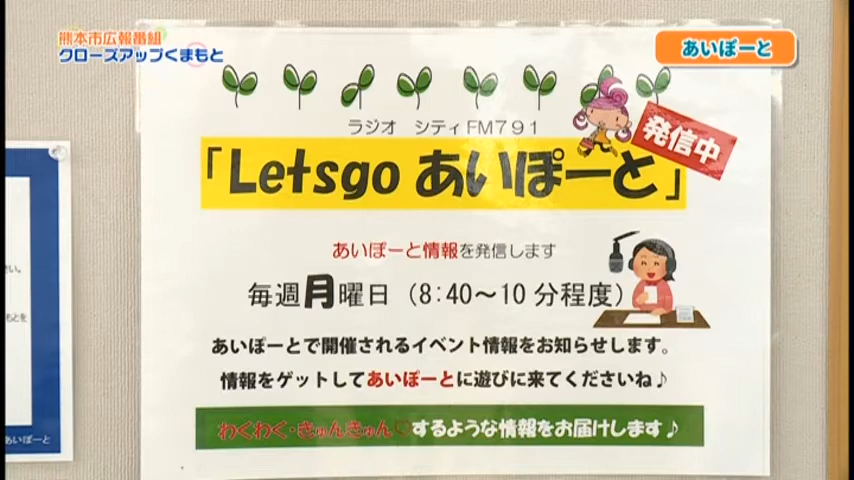 熊本市広報番組
クローズアップくまもと
あいぽーと
ラジオ シティFM791
発信中
「Letsgo あいぽーと」
あいぽーと情報を発信します
毎週月曜日（8:40～10分程度）
あいぽーとで開催されるイベント情報をお知らせします。
情報をゲットしてあいぽーとに遊びに来てくださいね♪
わくわく・きゅんきゅん♡するような情報をお届けします♪
い。
もとを
あいぽーと